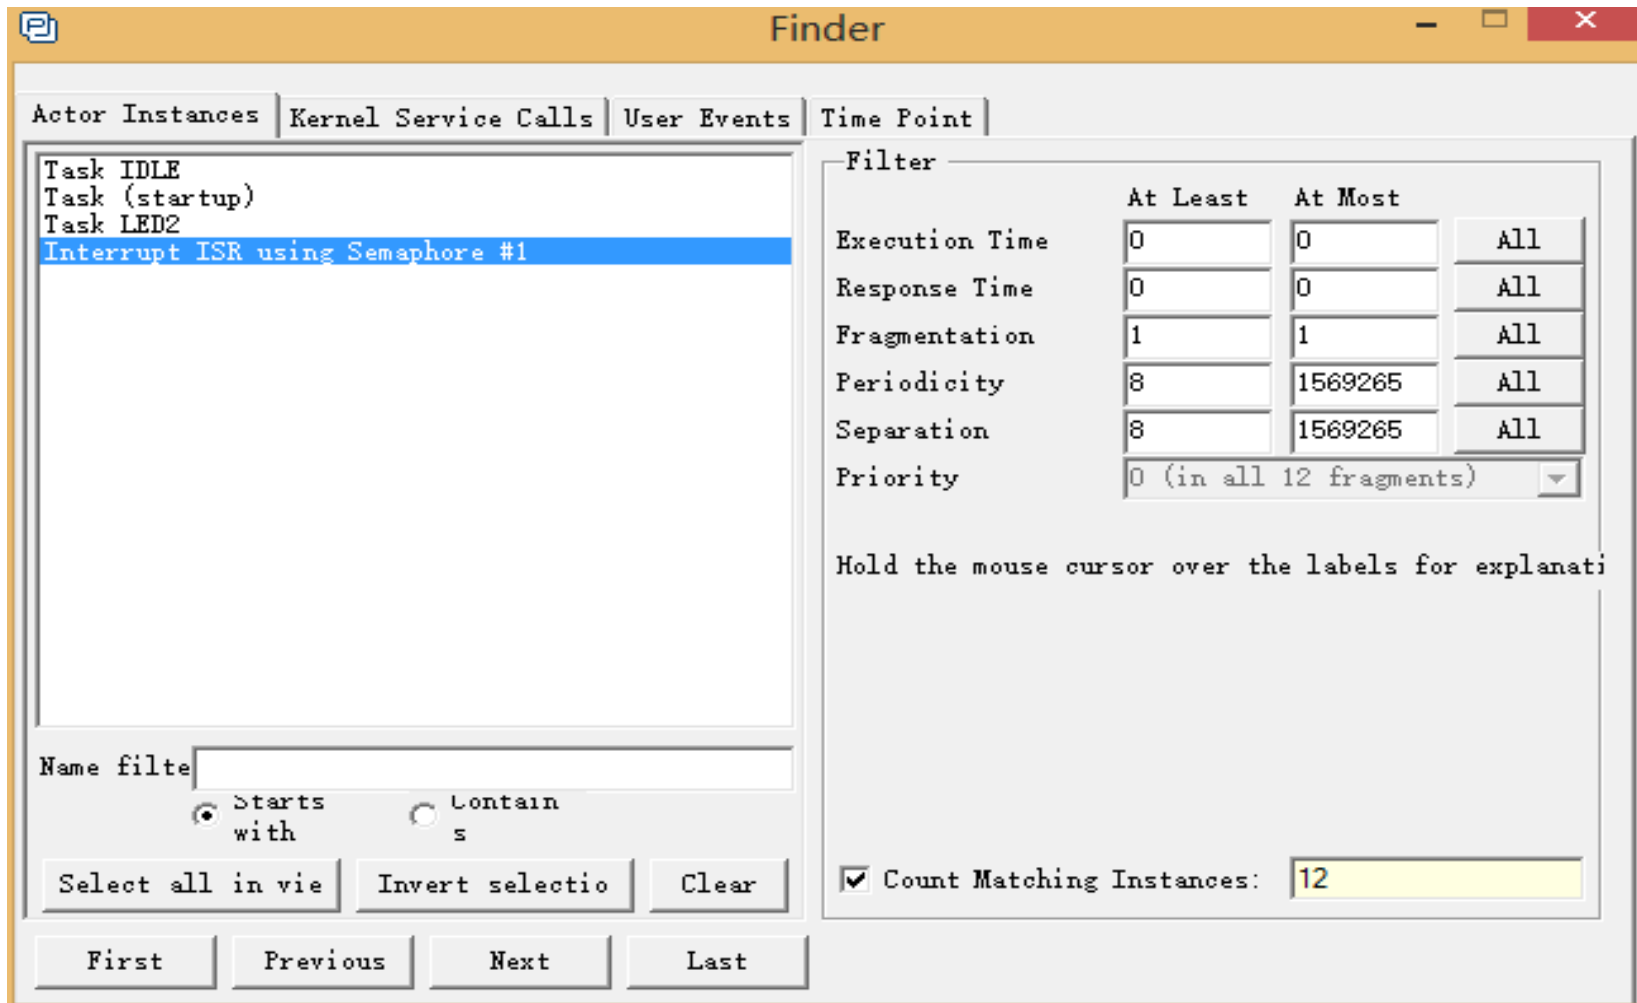 Finder
Actor Instances Kernel Service Calls User Events Time Point
Task IDLE
Task (startup)
Task LED2
Interrupt ISR using Semaphore #1
Name filte
Starts with
Contain s
Select all in vie Invert selectio Clear
First Previous Next Last
Filter
At Least At Most
Execution Time 0 0 All
Response Time 0 0 All
Fragmentation 1 1 All
Periodicity 8 1569265 All
Separation 8 1569265 All
Priority 0 (in all 12 fragments)
Hold the mouse cursor over the labels for explanati
Count Matching Instances: 12